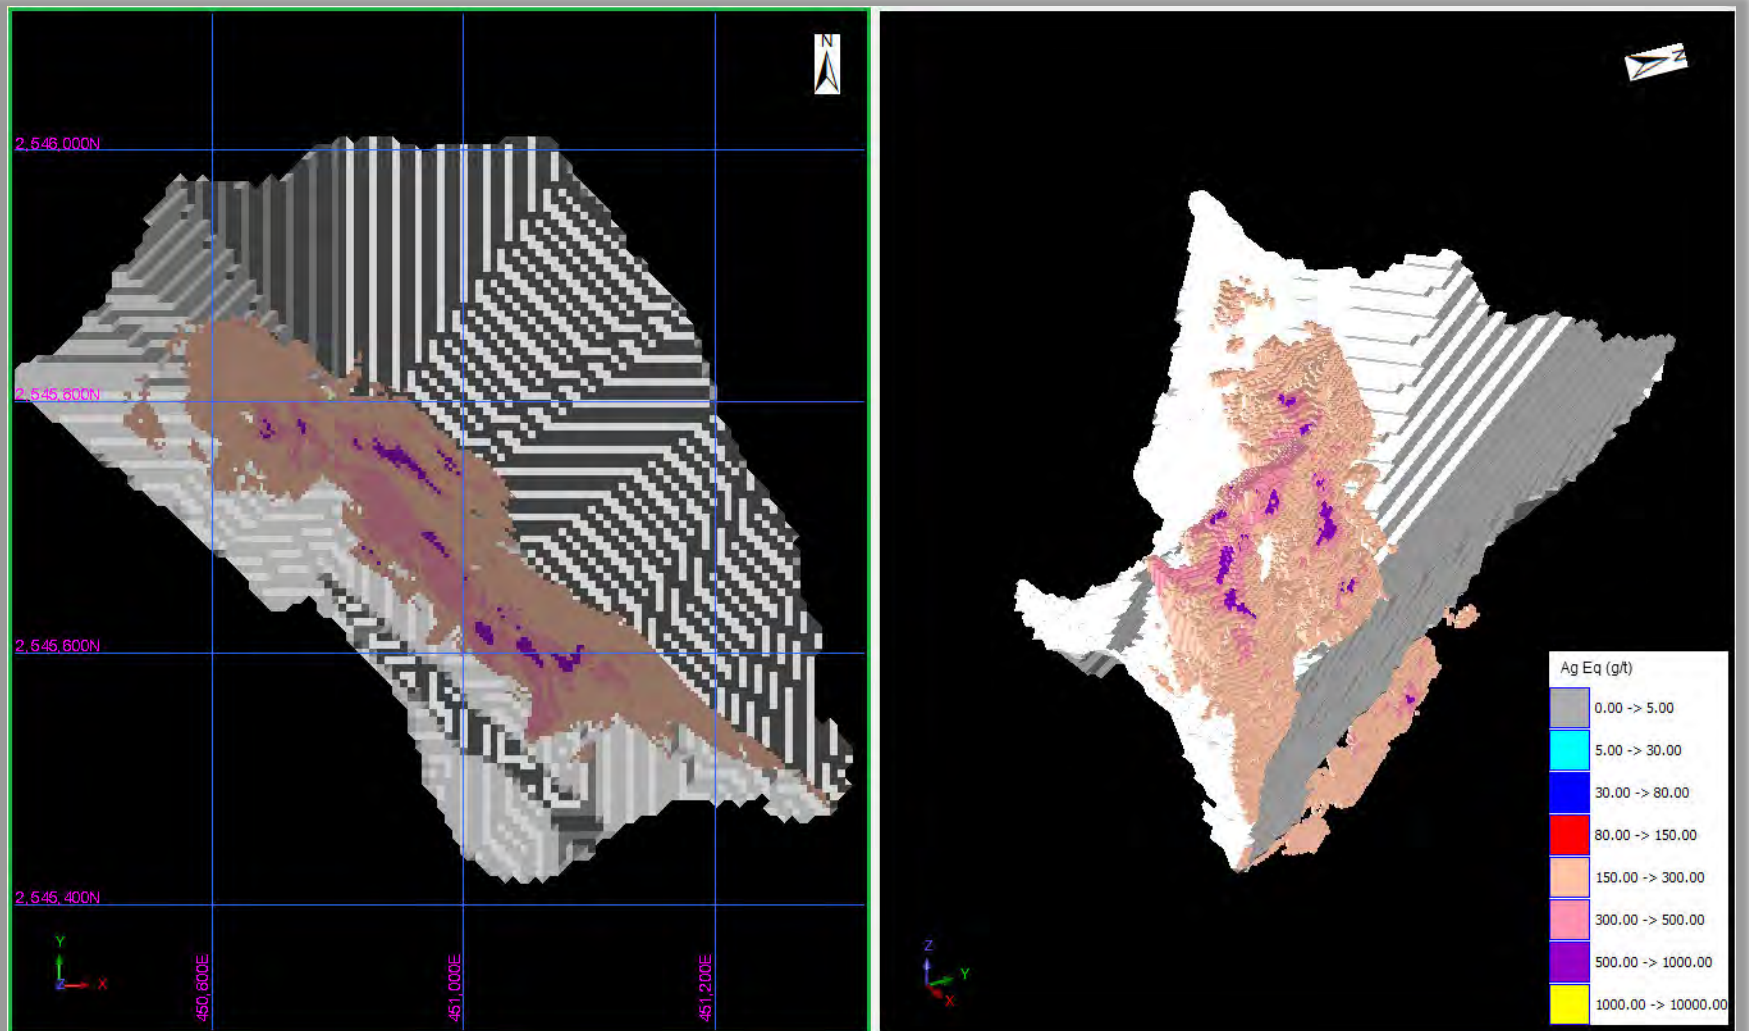 N
2,546,000N
2,545,800N
2,545,600N
2,545,400N
450,800E
451,000E
451,200E
Y
Z
X
N
Z
Y
X
Ag Eq (g/t)
0.00 -> 5.00
5.00 -> 30.00
30.00 -> 80.00
80.00 -> 150.00
150.00 -> 300.00
300.00 -> 500.00
500.00 -> 1000.00
1000.00 -> 10000.00